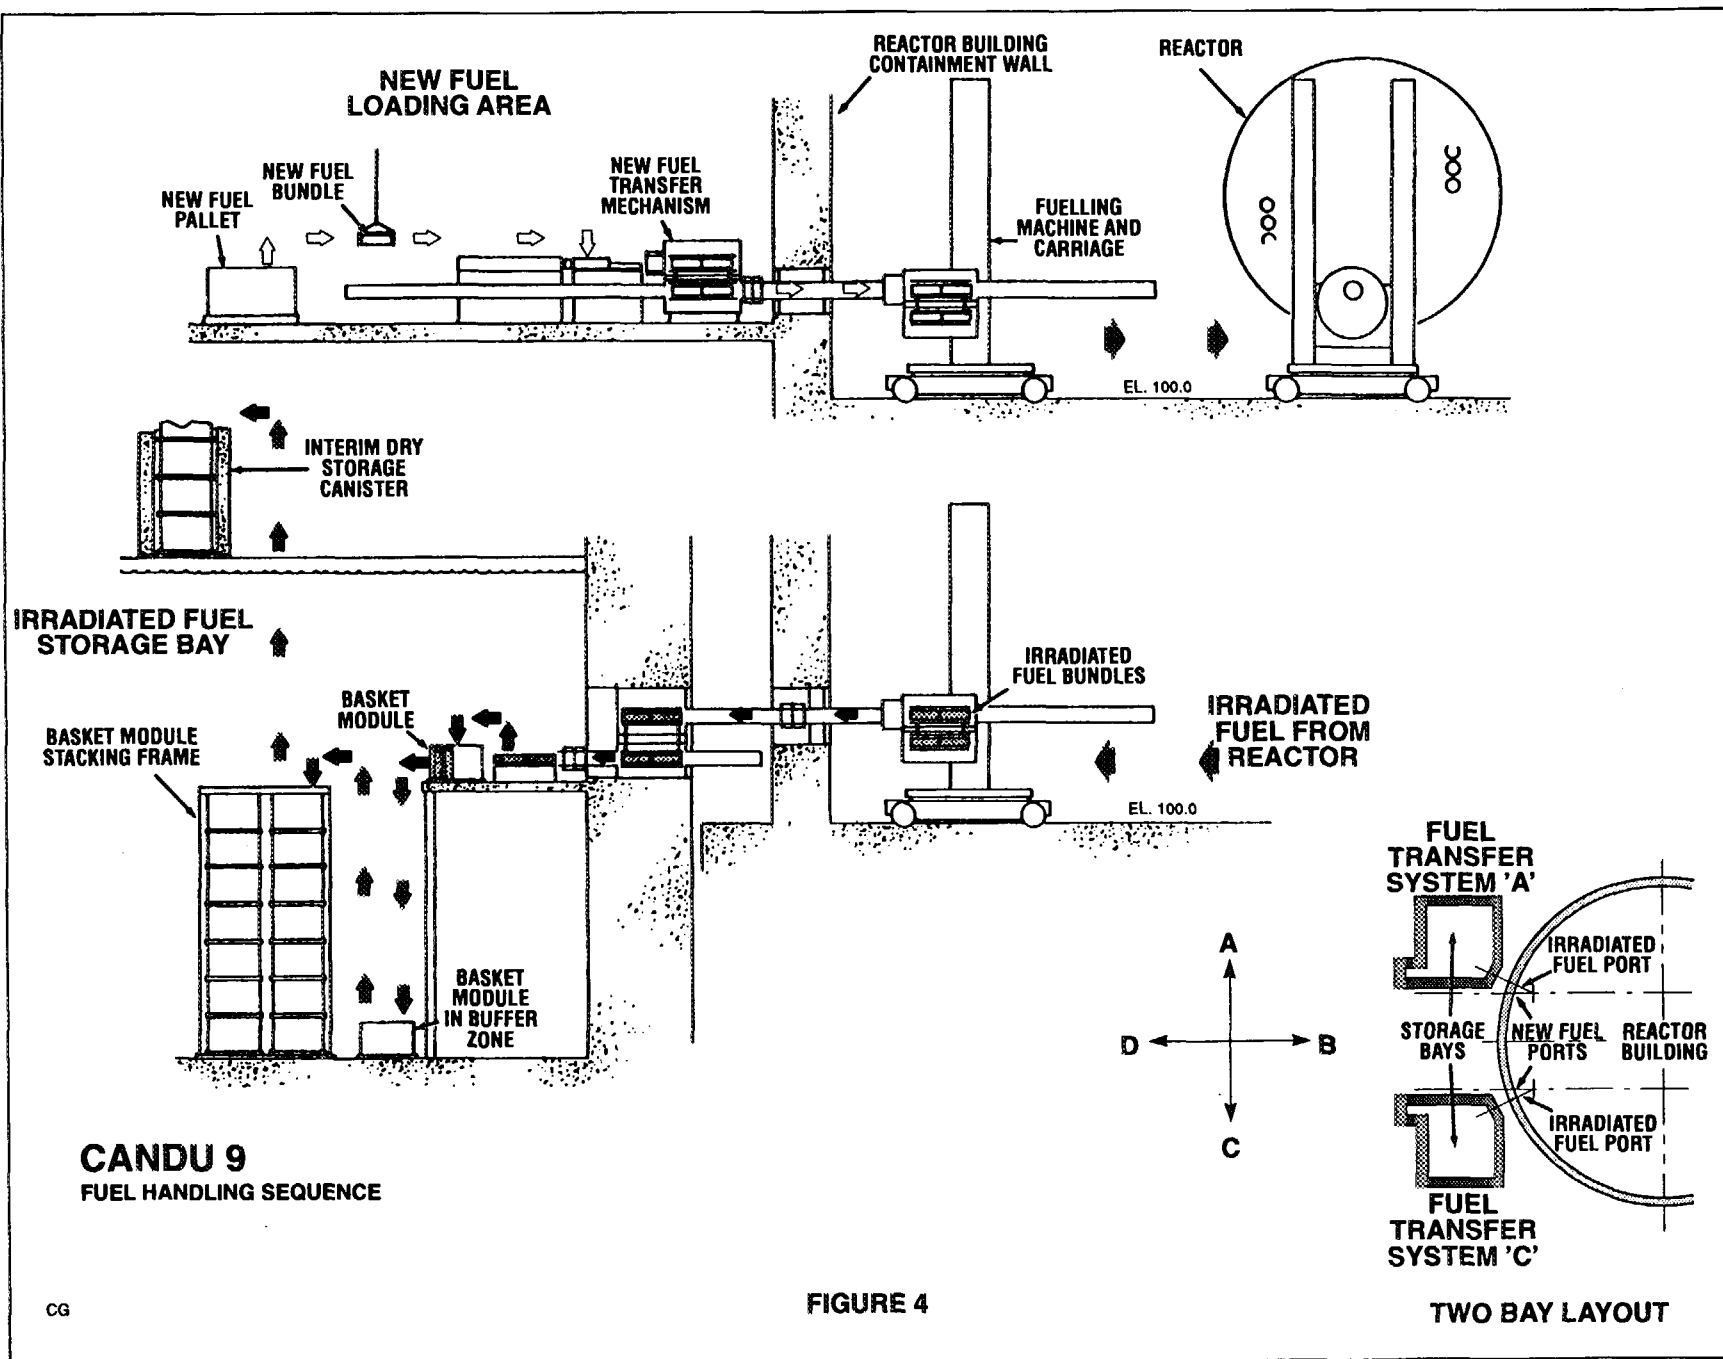 REACTOR BUILDING
CONTAINMENT WALL
REACTOR
NEW FUEL
LOADING AREA
NEW FUEL
BUNDLE
NEW FUEL
PALLET
NEW FUEL
TRANSFER
MECHANISM
FUELLING
MACHINE AND
CARRIAGE
EL. 100.0
INTERIM DRY
STORAGE
CANISTER
IRRADIATED FUEL
STORAGE BAY
BASKET
MODULE
BASKET MODULE
STACKING FRAME
IRRADIATED
FUEL BUNDLES
IRRADIATED
FUEL FROM
REACTOR
EL. 100.0
BASKET
MODULE
IN BUFFER
ZONE
A
D
B
C
FUEL
TRANSFER
SYSTEM 'A'
IRRADIATED
FUEL PORT
STORAGE
BAYS
NEW FUEL
PORTS
REACTOR
BUILDING
IRRADIATED
FUEL PORT
FUEL
TRANSFER
SYSTEM 'C'
CANDU 9
FUEL HANDLING SEQUENCE
CG
FIGURE 4
TWO BAY LAYOUT